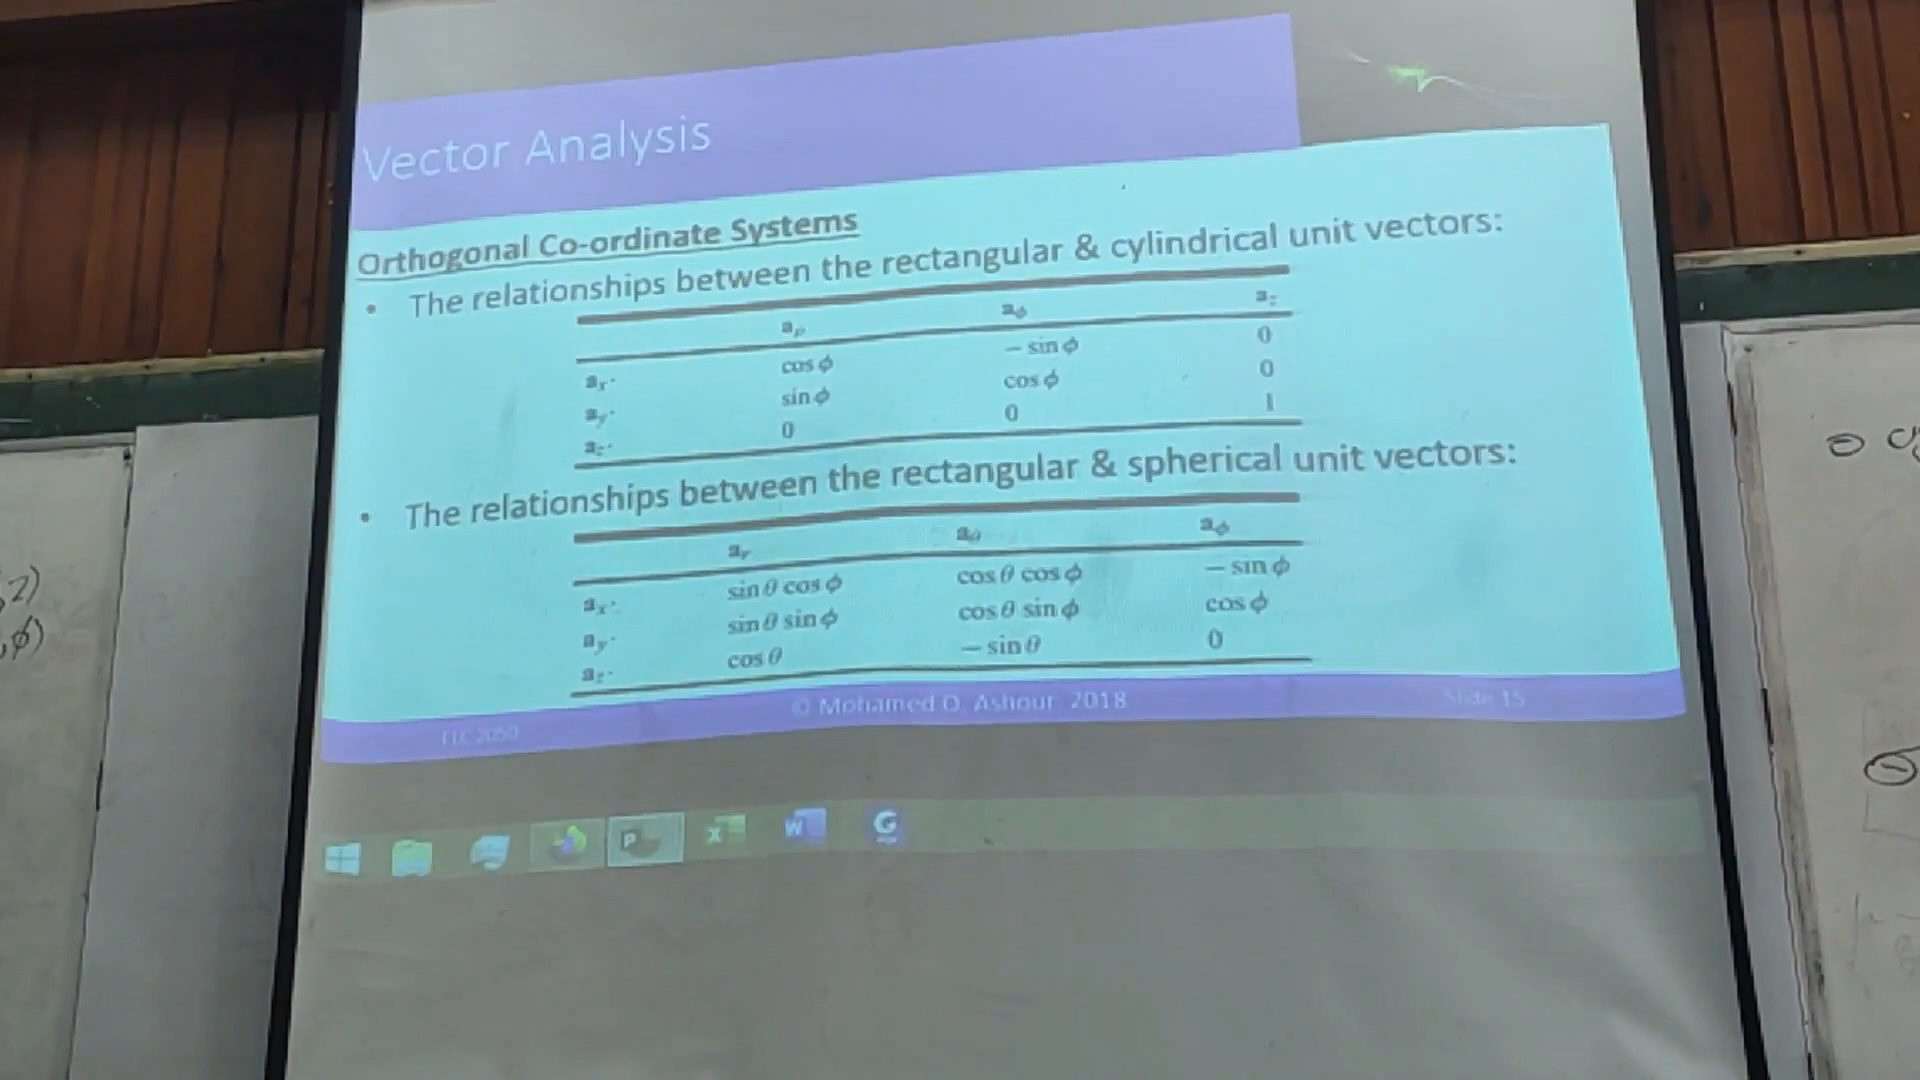 Vector Analysis
Orthogonal Co-ordinate Systems
• The relationships between the rectangular & cylindrical unit vectors:
aρ aϕ az
ax· cos ϕ − sin ϕ 0
ay· sin ϕ cos ϕ 0
az· 0 0 1
• The relationships between the rectangular & spherical unit vectors:
ar aθ aϕ
ax· sin θ cos ϕ cos θ cos ϕ − sin ϕ
ay· sin θ sin ϕ cos θ sin ϕ cos ϕ
az· cos θ − sin θ 0
© Mohamed O. Ashour 2018
Slide 15
2)
,ϕ)
P
X
W
G